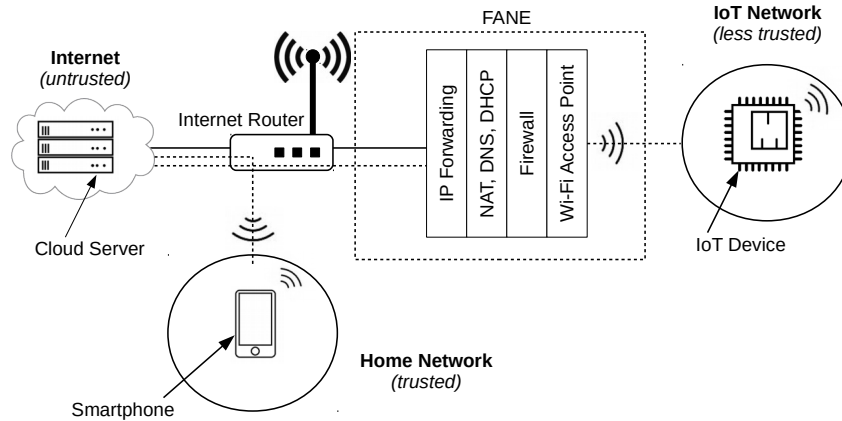 FANE
IoT Network
(less trusted)
Internet
(untrusted)
Internet Router
IP Forwarding
NAT, DNS, DHCP
Firewall
Wi-Fi Access Point
Cloud Server
IoT Device
Home Network
(trusted)
Smartphone